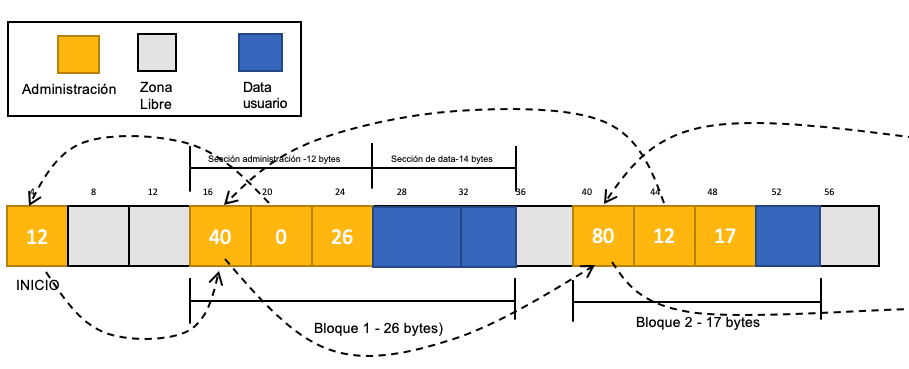 Administración
Zona
Libre
Data
usuario
Sección administración -12 bytes
Sección de data-14 bytes
4 8 12 16 20 24 28 32 36 40 44 48 52 56
12 40 0 26 80 12 17
INICIO
Bloque 1 - 26 bytes)
Bloque 2 - 17 bytes